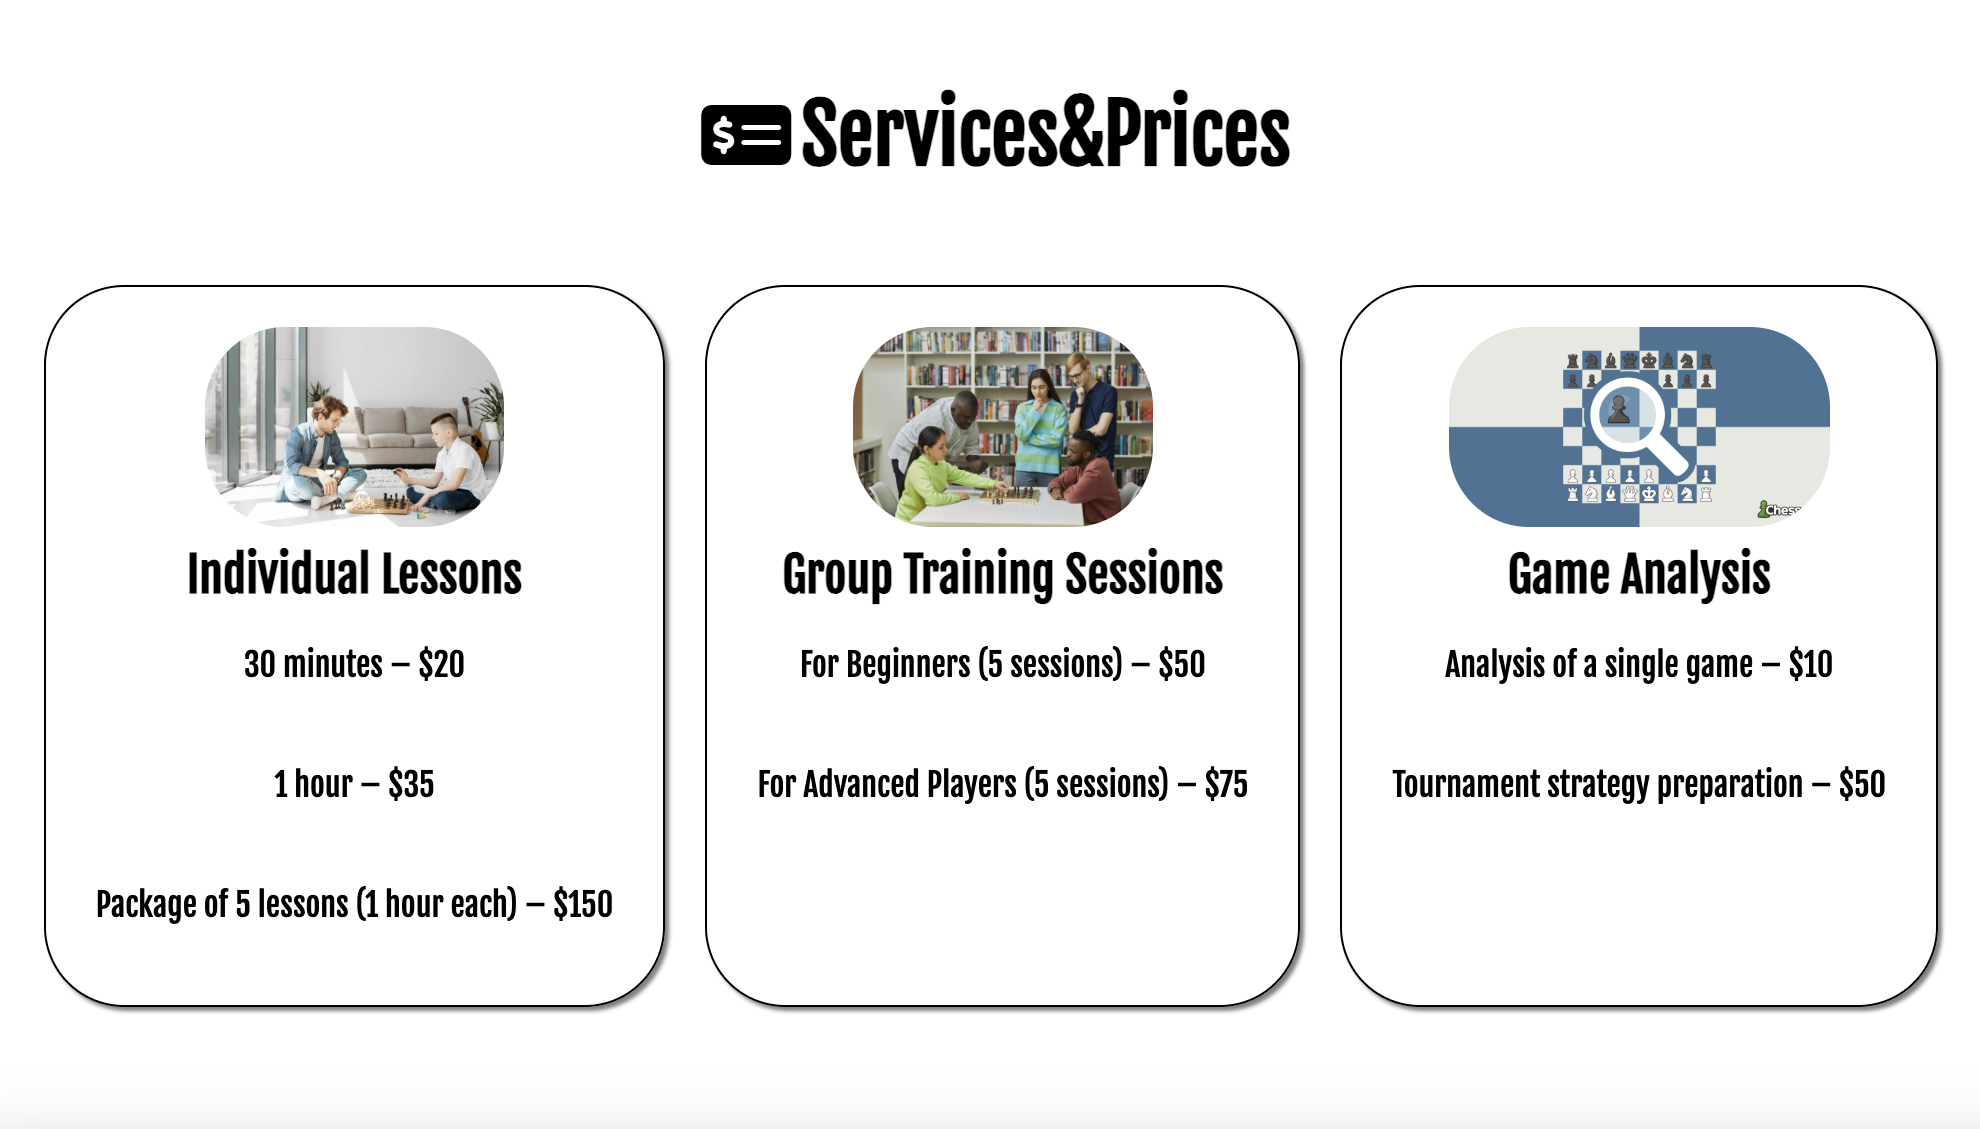 Services&Prices
Individual Lessons
30 minutes – $20
1 hour – $35
Package of 5 lessons (1 hour each) – $150
Group Training Sessions
For Beginners (5 sessions) – $50
For Advanced Players (5 sessions) – $75
Game Analysis
Analysis of a single game – $10
Tournament strategy preparation – $50
Chess